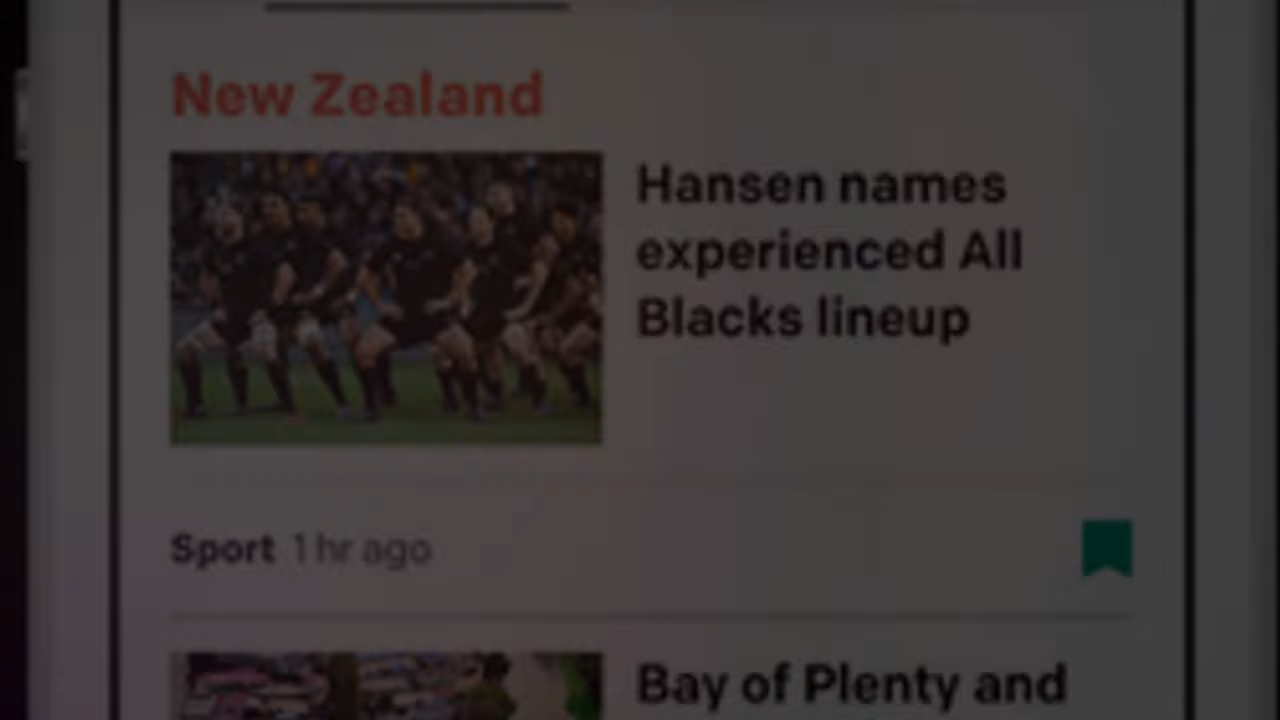 New Zealand
Hansen names
experienced All
Blacks lineup
Sport 1 hr ago
Bay of Plenty and